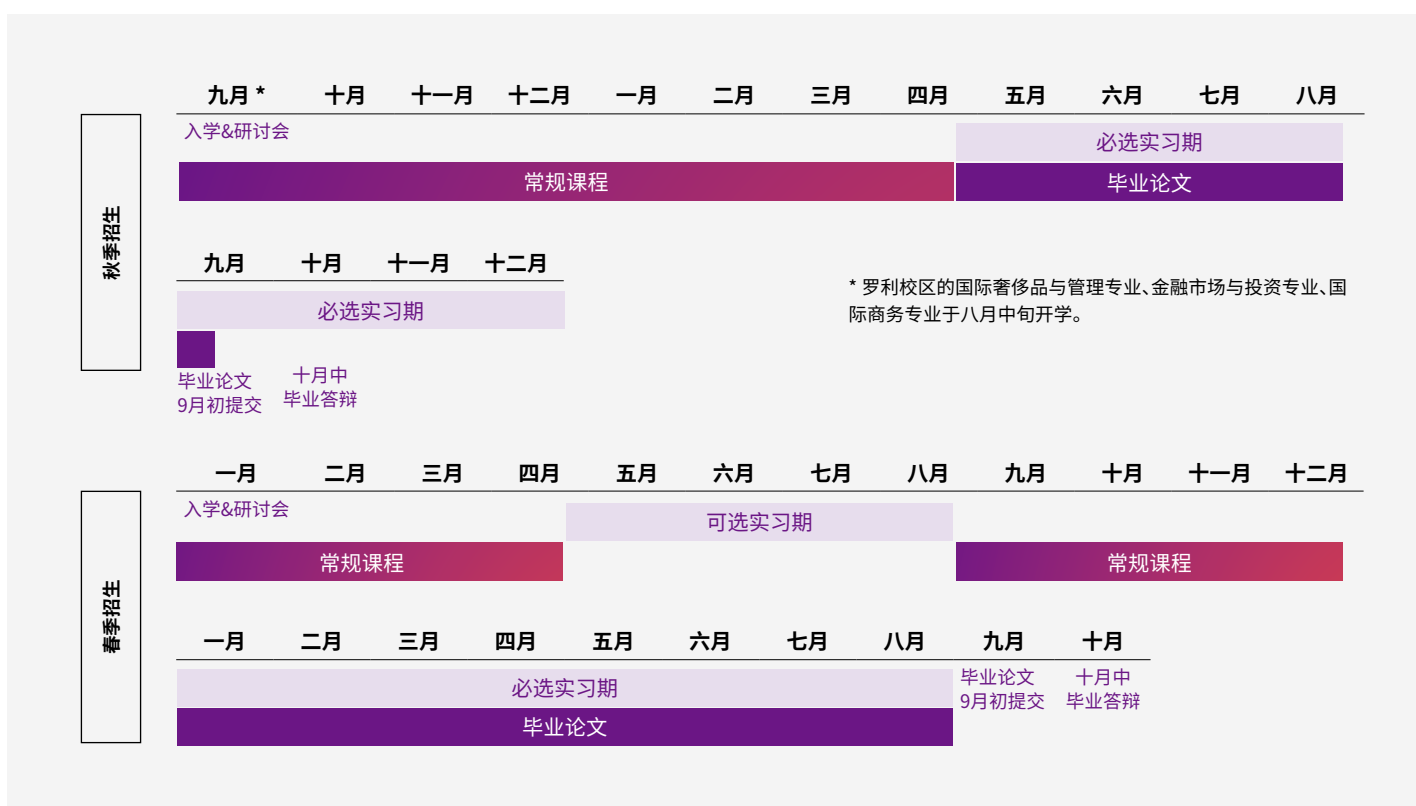 九月 * 十月 十一月 十二月 一月 二月 三月 四月 五月 六月 七月 八月
秋季招生
入学&研讨会
必选实习期
常规课程 毕业论文
九月 十月 十一月 十二月
必选实习期
* 罗利校区的国际奢侈品与管理专业、金融市场与投资专业、国
际商务专业于八月中旬开学。
毕业论文
9月初提交
十月中
毕业答辩
一月 二月 三月 四月 五月 六月 七月 八月 九月 十月 十一月 十二月
春季招生
入学&研讨会
可选实习期
常规课程 常规课程
一月 二月 三月 四月 五月 六月 七月 八月 九月 十月
必选实习期
毕业论文
毕业论文
9月初提交
十月中
毕业答辩